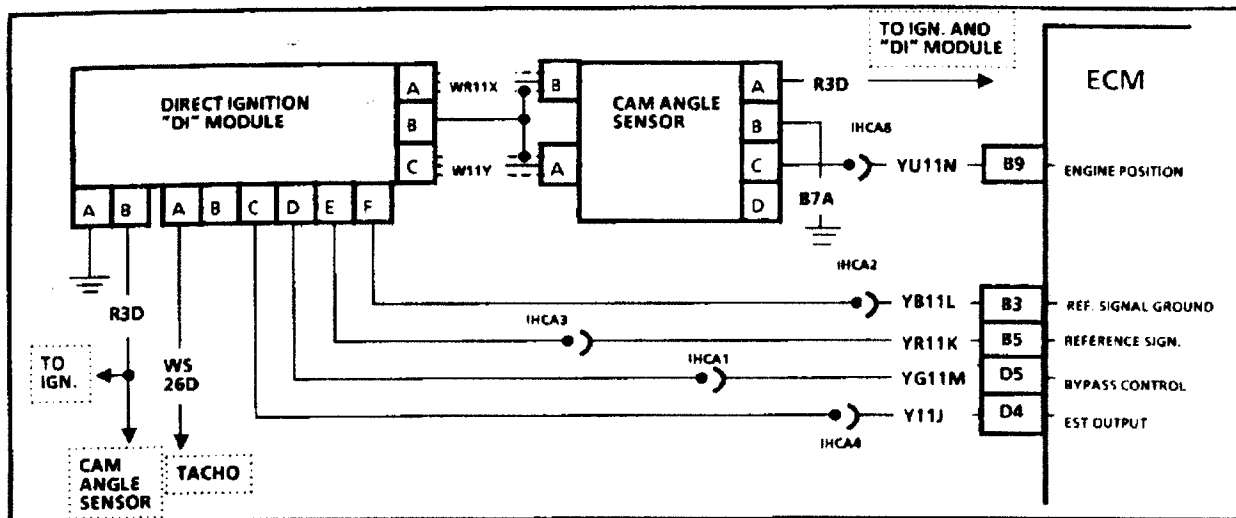 TO IGN. AND
"DI" MODULE
ECM
DIRECT IGNITION
"DI" MODULE
A
B
C
WR11X
W11Y
B
A
CAM ANGLE
SENSOR
A
B
C
D
R3D
B7A
IHCA8
YU11N
B9
ENGINE POSITION
A
B
A
B
C
D
E
F
IHCA2
YB11L
B3
REF. SIGNAL GROUND
R3D
IHCA3
YR11K
B5
REFERENCE SIGN.
TO
IGN.
WS
26D
IHCA1
YG11M
D5
BYPASS CONTROL
Y11J
D4
EST OUTPUT
IHCA4
CAM
ANGLE
SENSOR
TACHO